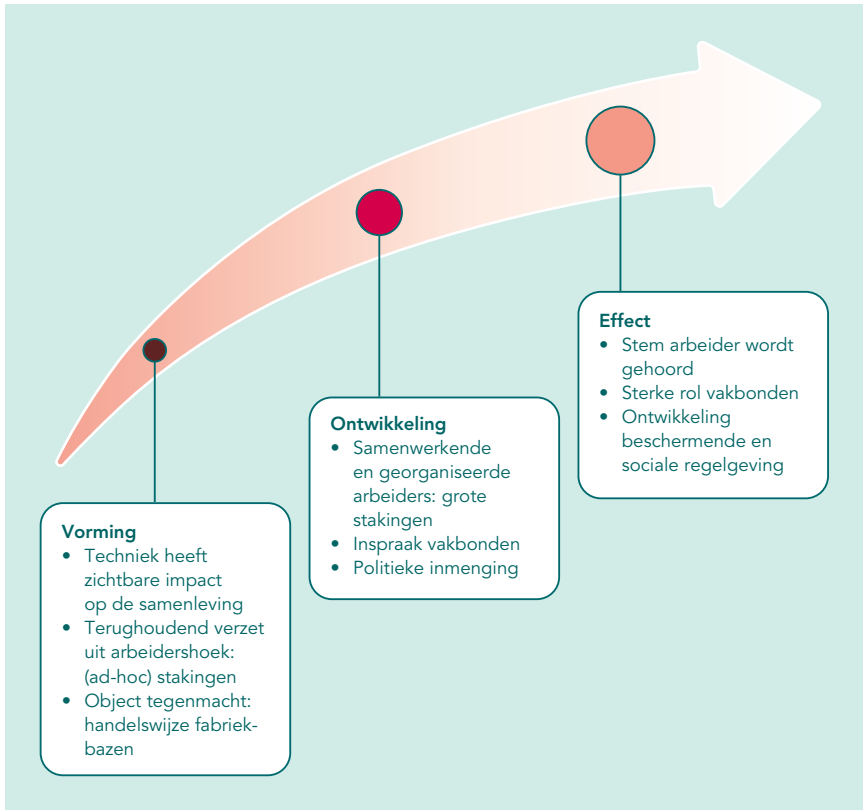 Vorming
• Techniek heeft
zichtbare impact
op de samenleving
• Terughoudend verzet
uit arbeidershoek:
(ad-hoc) stakingen
• Object tegenmacht:
handelswijze fabriek-
bazen
Ontwikkeling
• Samenwerkende
en georganiseerde
arbeiders: grote
stakingen
• Inspraak vakbonden
• Politieke inmenging
Effect
• Stem arbeider wordt
gehoord
• Sterke rol vakbonden
• Ontwikkeling
beschermende en
sociale regelgeving